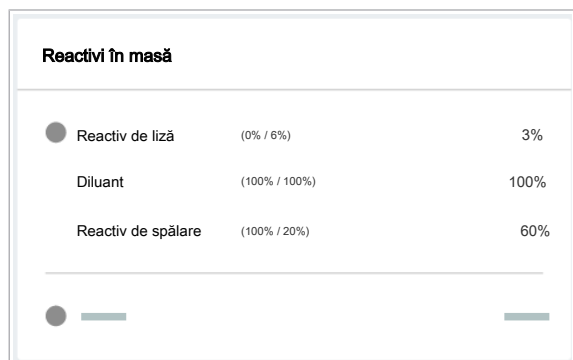 Reactivi în masă
Reactiv de liză (0% / 6%) 3%
Diluant (100% / 100%) 100%
Reactiv de spălare (100% / 20%) 60%